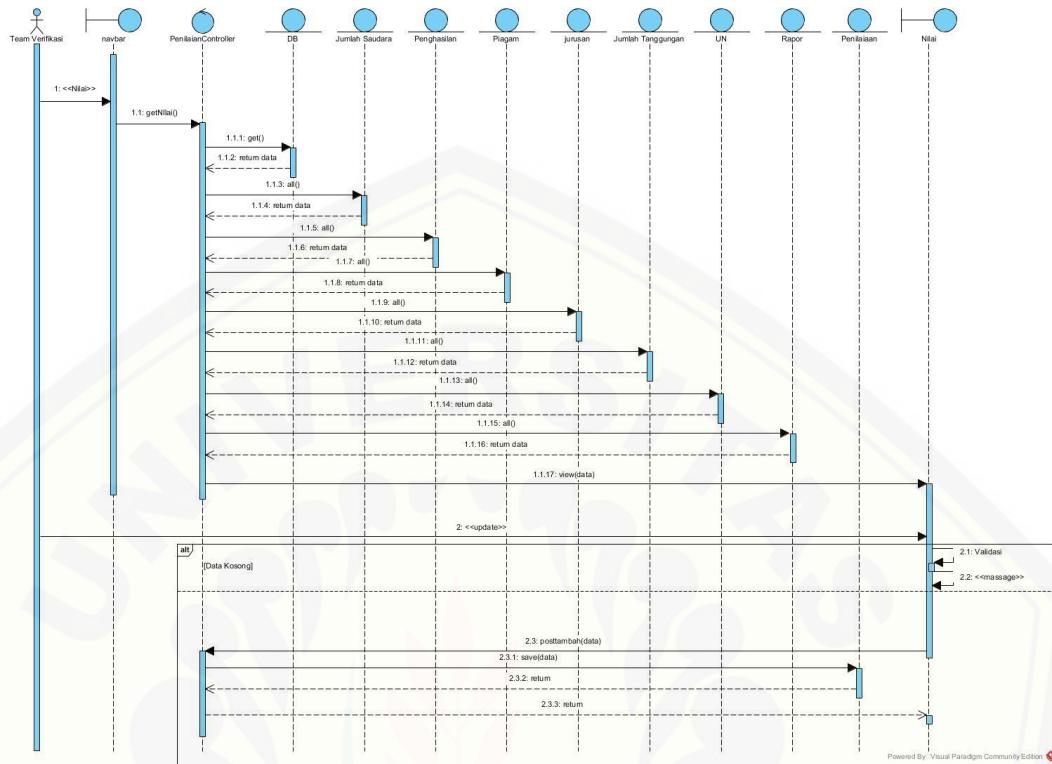 Team Verifikasi
navbar
PenilaianController
DB
Jumlah Saudara
Penghasilan
Piagam
jurusan
Jumlah Tanggungan
UN
Rapor
Penilaiaan
Nilai
1: <<Nilai>>
1.1: getNIlai()
1.1.1: get()
1.1.2: return data
1.1.3: all()
1.1.4: return data
1.1.5: all()
1.1.6: return data
1.1.7: all()
1.1.8: return data
1.1.9: all()
1.1.10: return data
1.1.11: all()
1.1.12: return data
1.1.13: all()
1.1.14: return data
1.1.15: all()
1.1.16: return data
1.1.17: view(data)
2: <<update>>
alt
[Data Kosong]
2.1: Validasi
2.2: <<massage>>
2.3: posttambah(data)
2.3.1: save(data)
2.3.2: return
2.3.3: return
UNIVERSITAS
Powered By Visual Paradigm Community Edition